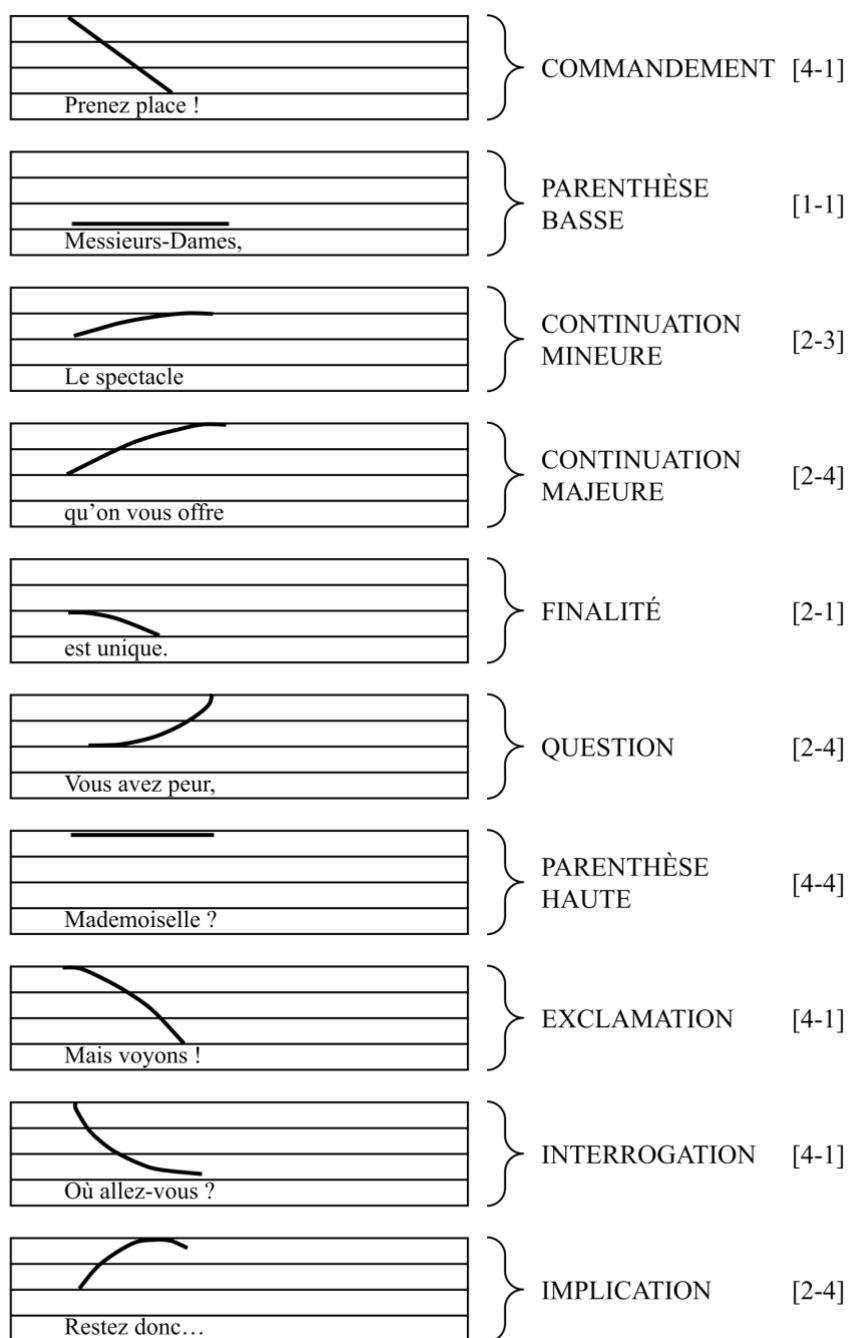 COMMANDEMENT [4-1]
Prenez place !
PARENTHÈSE
BASSE [1-1]
Messieurs-Dames,
CONTINUATION
MINEURE [2-3]
Le spectacle
CONTINUATION
MAJEURE [2-4]
qu’on vous offre
FINALITÉ [2-1]
est unique.
QUESTION [2-4]
Vous avez peur,
PARENTHÈSE
HAUTE [4-4]
Mademoiselle ?
EXCLAMATION [4-1]
Mais voyons !
INTERROGATION [4-1]
Où allez-vous ?
IMPLICATION [2-4]
Restez donc…